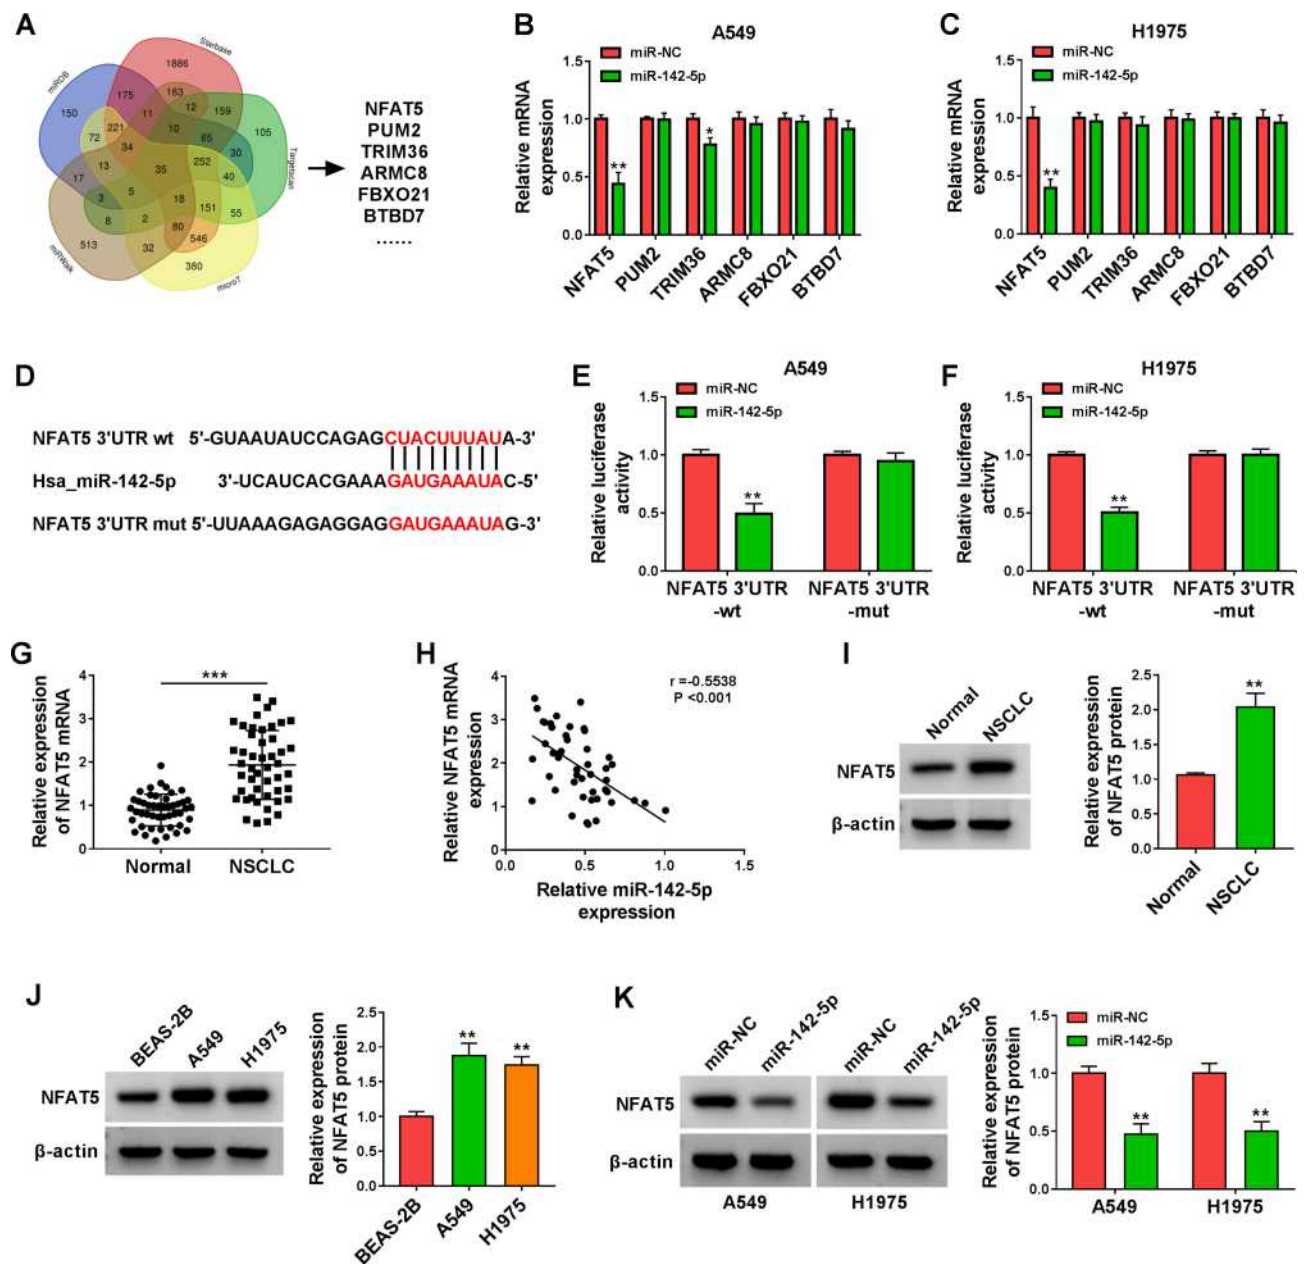 A
Starbase
miRDB
Targetscan
miRWalk
microT
1886
150
175
163
11
12
159
105
72
221
10
65
30
34
13
35
252
40
17
3
5
18
8
2
151
55
80
513
32
546
380
NFAT5
PUM2
TRIM36
ARMC8
FBXO21
BTBD7
......
B
A549
miR-NC
miR-142-5p
Relative mRNA
expression
1.5
1.0
0.5
0.0
**
*
NFAT5
PUM2
TRIM36
ARMC8
FBXO21
BTBD7
C
H1975
miR-NC
miR-142-5p
Relative mRNA
expression
1.5
1.0
0.5
0.0
**
NFAT5
PUM2
TRIM36
ARMC8
FBXO21
BTBD7
D
NFAT5 3'UTR wt 5'-GUAAUAUCCAGAGCUACUUUAUA-3'
Hsa_miR-142-5p 3'-UCAUCACGAAAGAUGAAAUAC-5'
NFAT5 3'UTR mut 5'-UUAAAGAGAGGAGGAUGAAAUAG-3'
E
A549
miR-NC
miR-142-5p
Relative luciferase
activity
1.5
1.0
0.5
0.0
**
NFAT5 3'UTR
-wt
NFAT5 3'UTR
-mut
F
H1975
miR-NC
miR-142-5p
Relative luciferase
activity
1.5
1.0
0.5
0.0
**
NFAT5 3'UTR
-wt
NFAT5 3'UTR
-mut
G
Relative expression
of NFAT5 mRNA
4
3
2
1
0
***
Normal
NSCLC
H
Relative NFAT5 mRNA
expression
4
3
2
1
0
r =-0.5538
P <0.001
0.0
0.5
1.0
1.5
Relative miR-142-5p
expression
I
Normal
NSCLC
NFAT5
β-actin
Relative expression
of NFAT5 protein
2.5
2.0
1.5
1.0
0.5
0.0
**
Normal
NSCLC
J
BEAS-2B
A549
H1975
NFAT5
β-actin
Relative expression
of NFAT5 protein
2.5
2.0
1.5
1.0
0.5
0.0
**
**
BEAS-2B
A549
H1975
K
miR-NC
miR-142-5p
miR-NC
miR-142-5p
NFAT5
β-actin
A549
H1975
Relative expression
of NFAT5 protein
1.5
1.0
0.5
0.0
miR-NC
miR-142-5p
**
**
A549
H1975